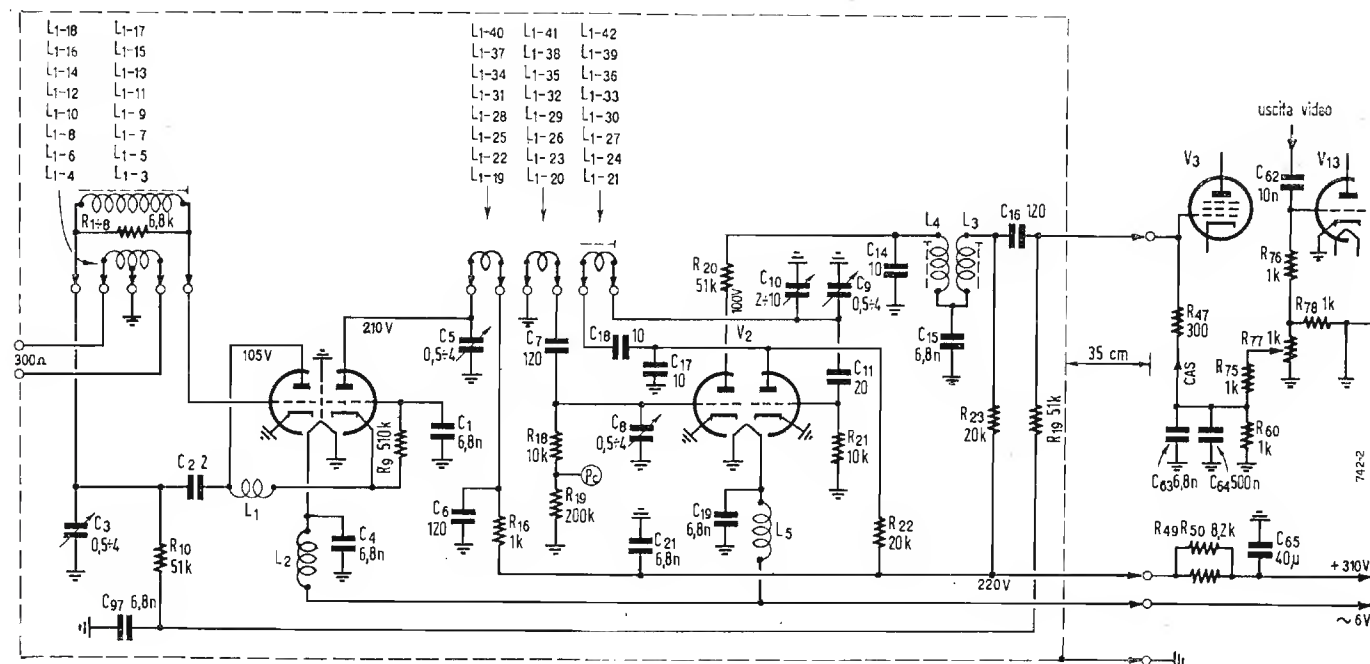 L1-18 L1-17
L1-16 L1-15
L1-14 L1-13
L1-12 L1-11
L1-10 L1-9
L1-8 L1-7
L1-6 L1-5
L1-4 L1-3
L1-40 L1-41 L1-42
L1-37 L1-38 L1-39
L1-34 L1-35 L1-36
L1-31 L1-32 L1-33
L1-28 L1-29 L1-30
L1-25 L1-26 L1-27
L1-22 L1-23 L1-24
L1-19 L1-20 L1-21
R1÷8 6,8k
300Ω
105V
210V
C2 2
L1
C3
0,5÷4
R10
51k
C97 6,8n
L2
C4
6,8n
R9 510k
C1
6,8n
C5
0,5÷4
C6
120
R16
1k
C7
120
C18 10
C17
10
R18
10k
Pc
R19
200k
C8
0,5÷4
C21
6,8n
C19
6,8n
L5
R20
51k
100V
V2
C10
2÷10
C9
0,5÷4
C14
10
C11
20
R21
10k
R22
20k
L4 L3
C15
6,8n
C16 120
R23
20k
R19 51k
220V
35 cm
V3
R47
300
CAS
C63 6,8n
C64 500n
uscita video
C62
10n
V13
R76
1k
R78 1k
R77 1k
R75
1k
R60
1k
R49 R50 8,2k
C65
40µ
+310V
~6V
742-2